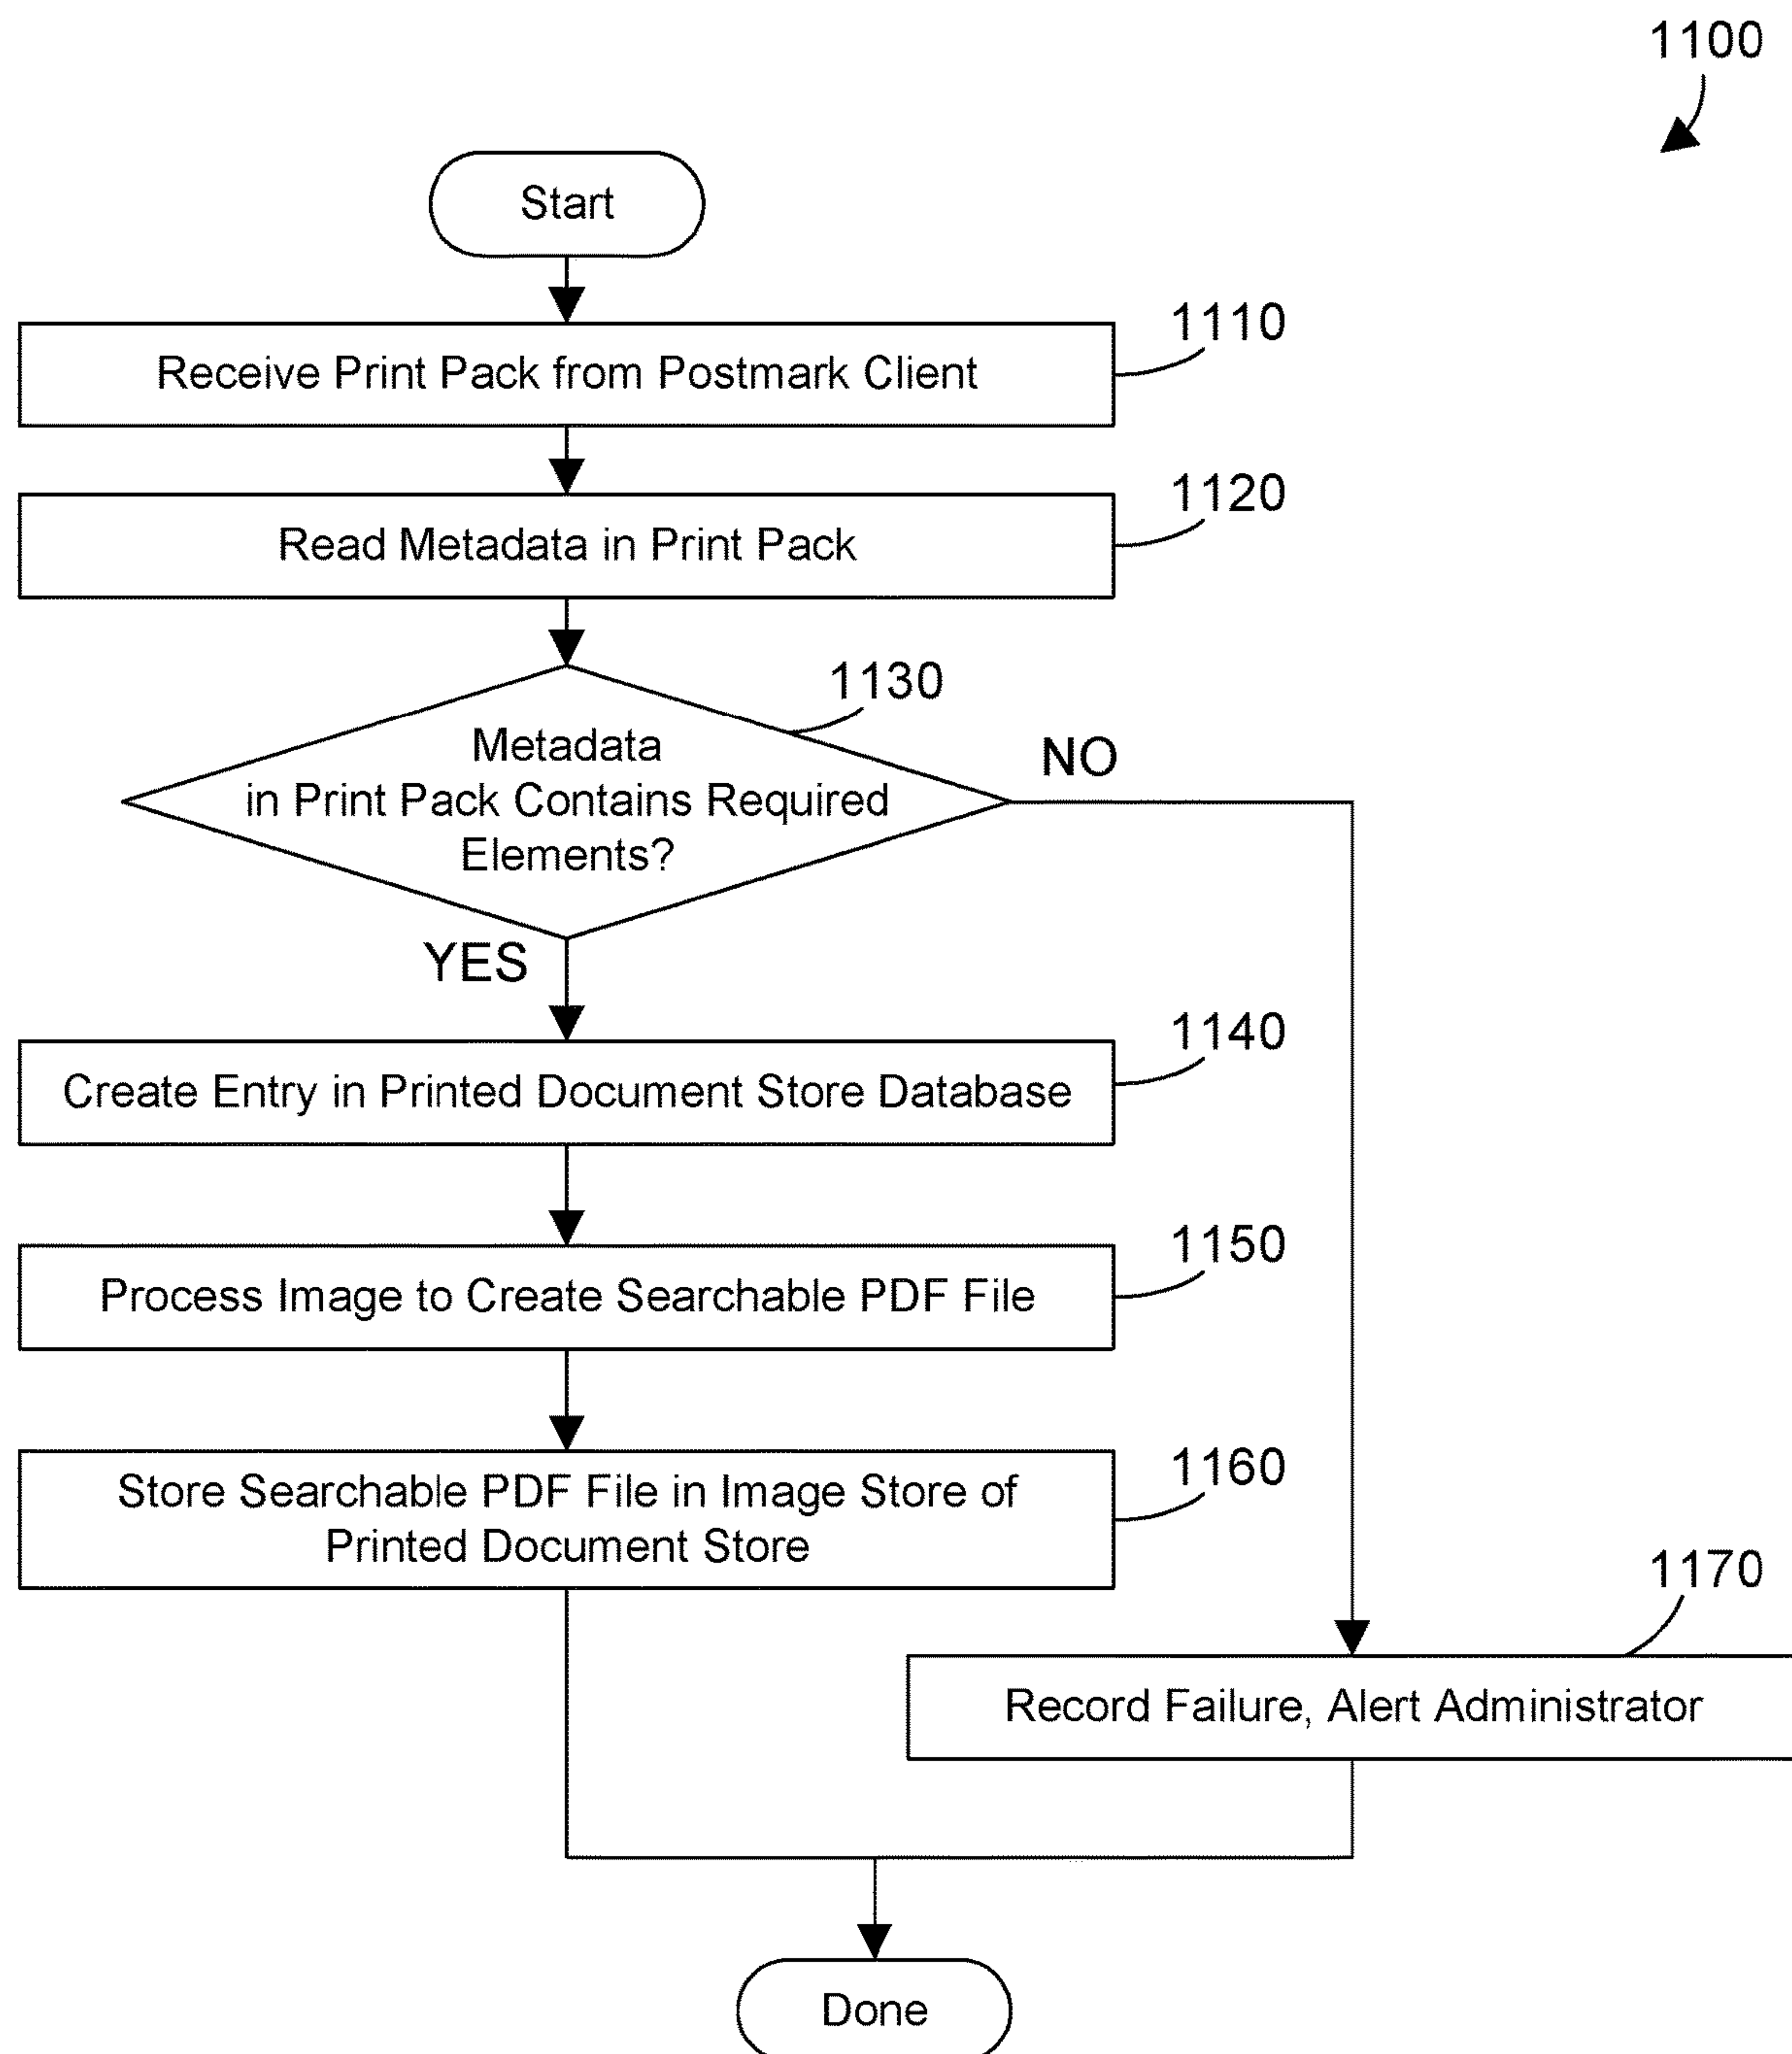 1100
Start
1110
Receive Print Pack from Postmark Client
1120
Read Metadata in Print Pack
1130
Metadata
in Print Pack Contains Required
Elements?
NO
YES
1140
Create Entry in Printed Document Store Database
1150
Process Image to Create Searchable PDF File
1160
Store Searchable PDF File in Image Store of
Printed Document Store
1170
Record Failure, Alert Administrator
Done